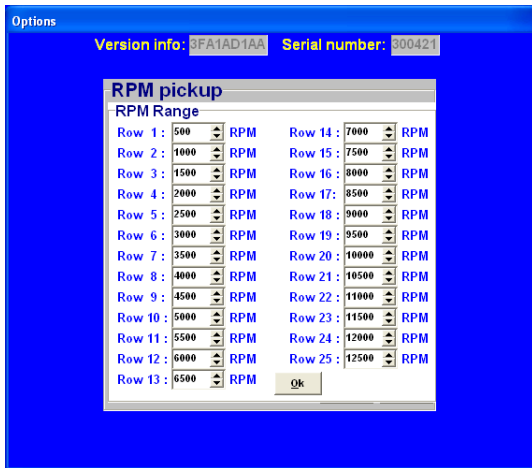 Options
Version info: 3FA1AD1AA Serial number: 300421
RPM pickup
RPM Range
Row 1 : 500 RPM
Row 2 : 1000 RPM
Row 3 : 1500 RPM
Row 4 : 2000 RPM
Row 5 : 2500 RPM
Row 6 : 3000 RPM
Row 7 : 3500 RPM
Row 8 : 4000 RPM
Row 9 : 4500 RPM
Row 10 : 5000 RPM
Row 11 : 5500 RPM
Row 12 : 6000 RPM
Row 13 : 6500 RPM
Row 14 : 7000 RPM
Row 15 : 7500 RPM
Row 16 : 8000 RPM
Row 17: 8500 RPM
Row 18 : 9000 RPM
Row 19 : 9500 RPM
Row 20 : 10000 RPM
Row 21 : 10500 RPM
Row 22 : 11000 RPM
Row 23 : 11500 RPM
Row 24 : 12000 RPM
Row 25 : 12500 RPM
Ok